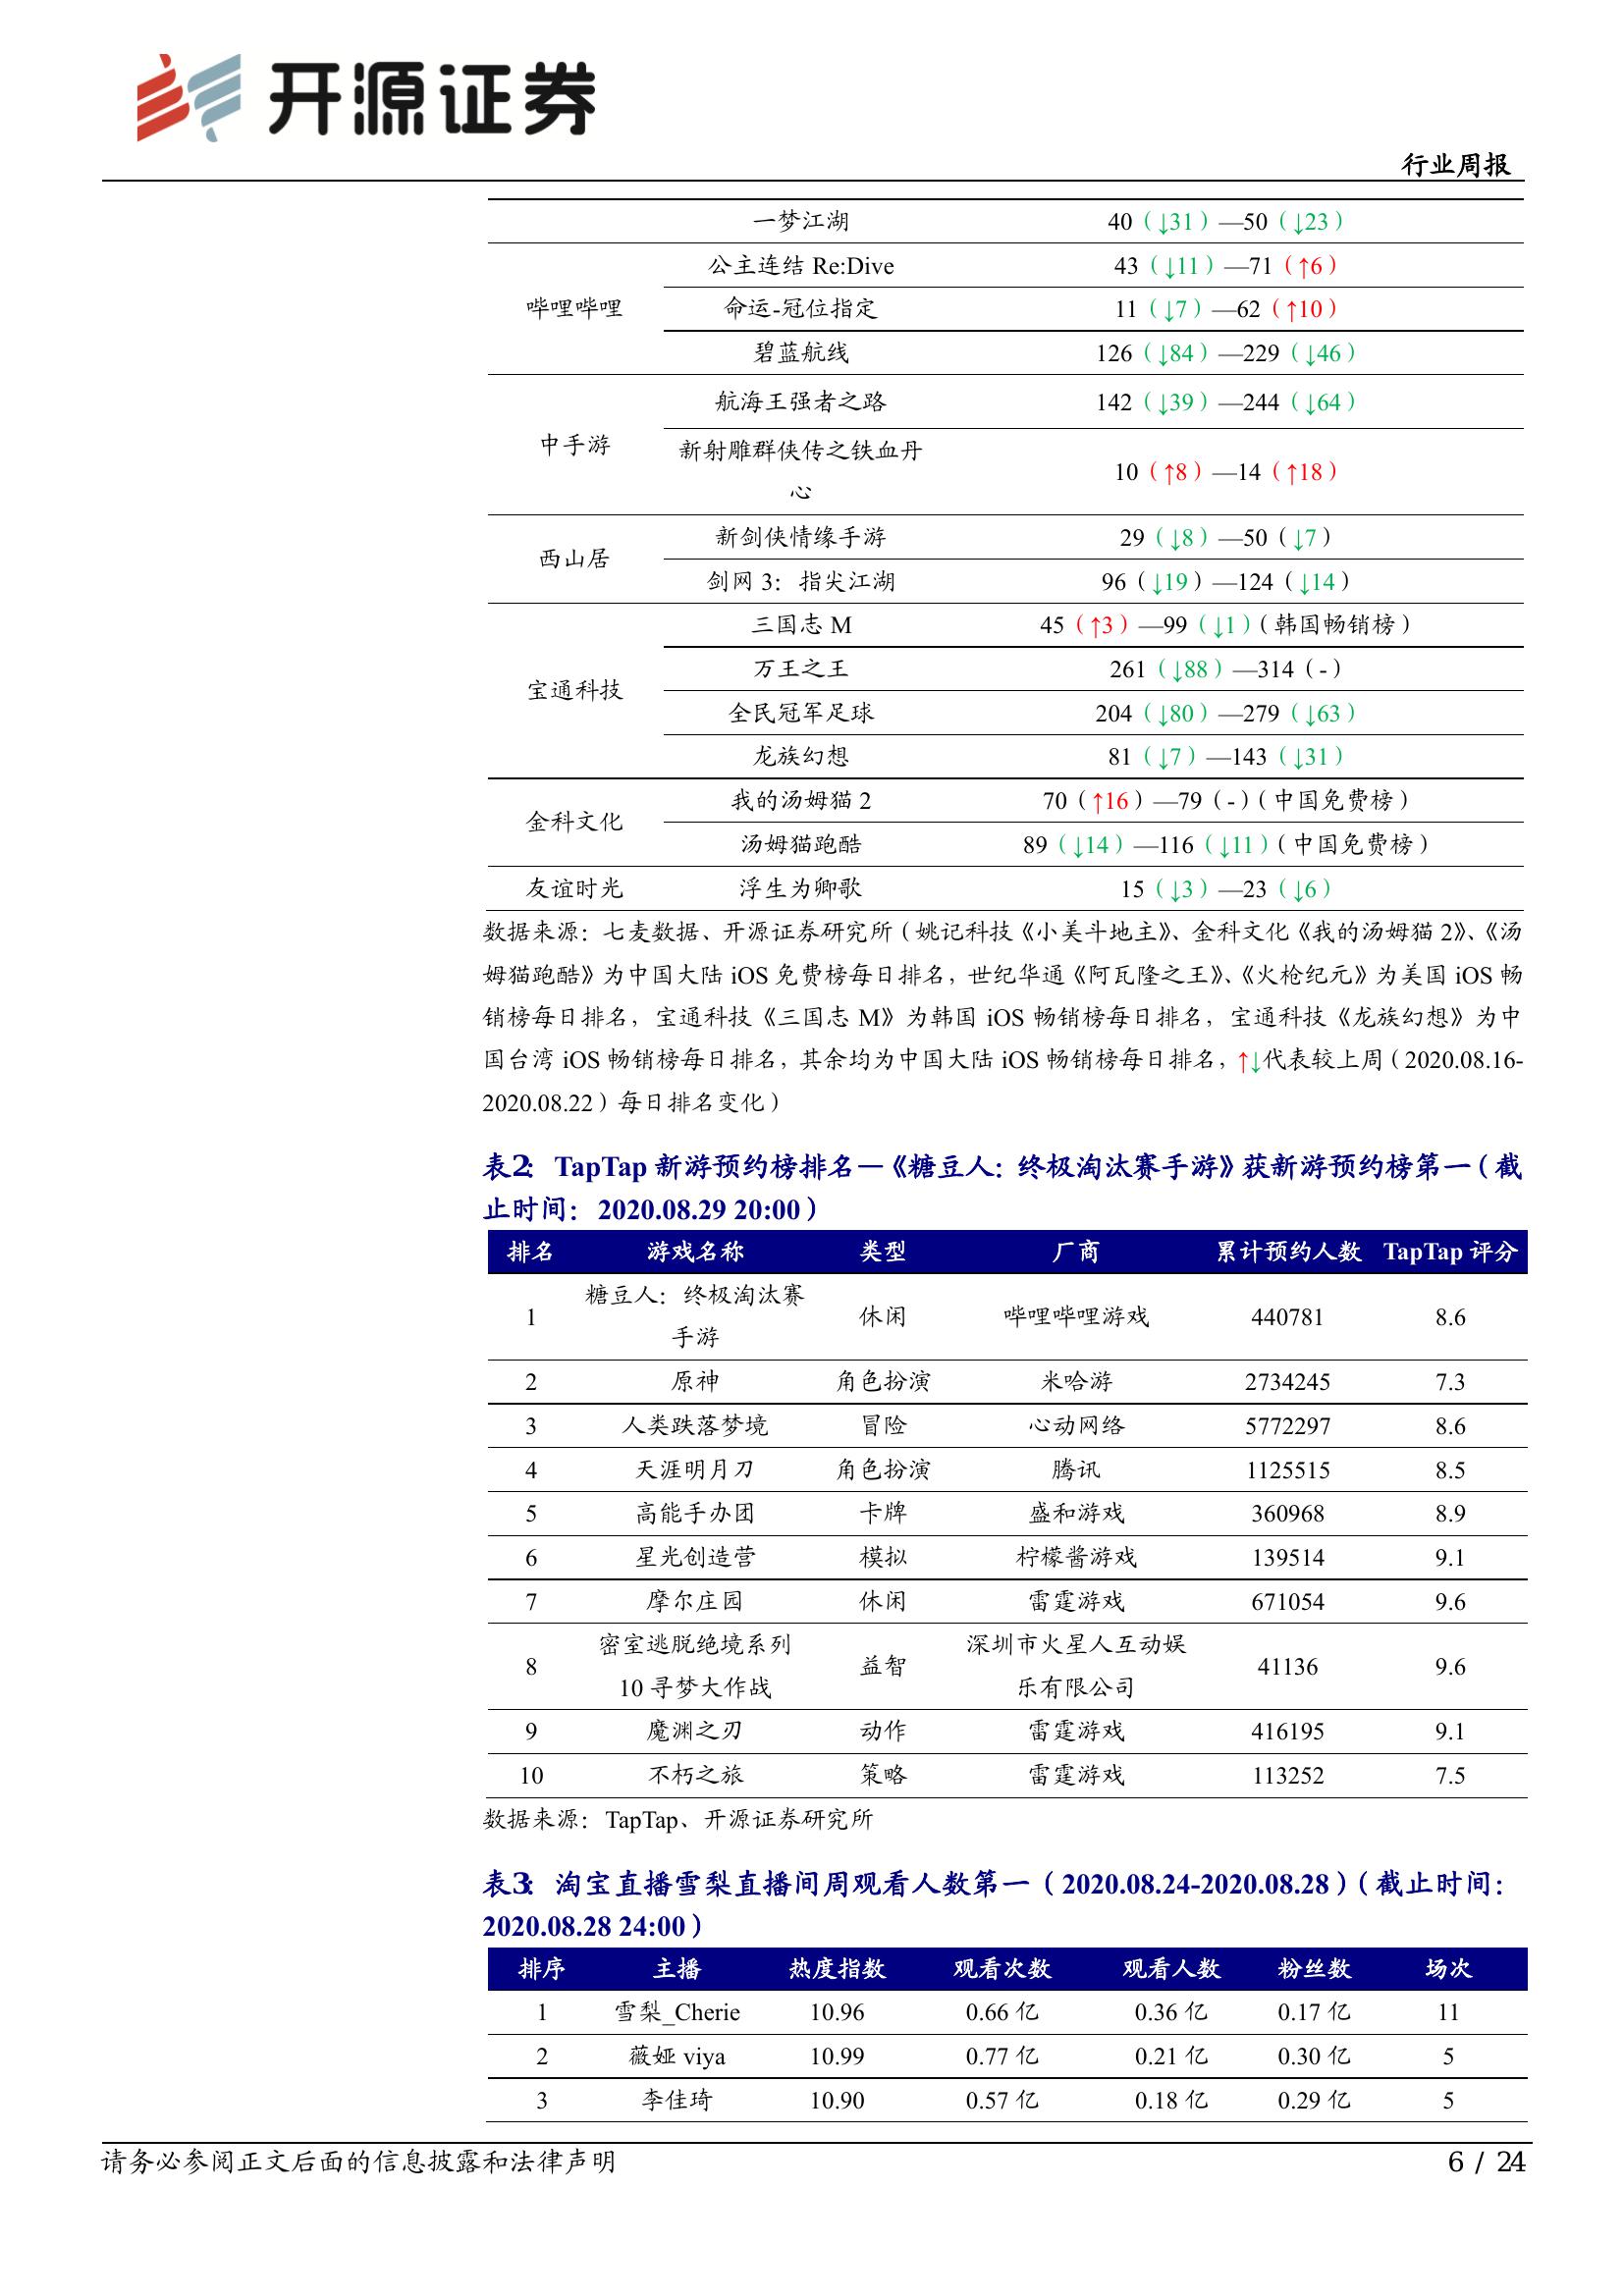 开源证券
行业周报
一梦江湖 40（↓31）—50（↓23）
哔哩哔哩
公主连结 Re:Dive 43（↓11）—71（↑6）
命运-冠位指定 11（↓7）—62（↑10）
碧蓝航线 126（↓84）—229（↓46）
中手游
航海王强者之路 142（↓39）—244（↓64）
新射雕群侠传之铁血丹
心
10（↑8）—14（↑18）
西山居
新剑侠情缘手游 29（↓8）—50（↓7）
剑网 3：指尖江湖 96（↓19）—124（↓14）
宝通科技
三国志 M 45（↑3）—99（↓1）（韩国畅销榜）
万王之王 261（↓88）—314（-）
全民冠军足球 204（↓80）—279（↓63）
龙族幻想 81（↓7）—143（↓31）
金科文化
我的汤姆猫 2 70（↑16）—79（-）（中国免费榜）
汤姆猫跑酷 89（↓14）—116（↓11）（中国免费榜）
友谊时光 浮生为卿歌 15（↓3）—23（↓6）
数据来源：七麦数据、开源证券研究所（姚记科技《小美斗地主》、金科文化《我的汤姆猫 2》、《汤
姆猫跑酷》为中国大陆 iOS 免费榜每日排名，世纪华通《阿瓦隆之王》、《火枪纪元》为美国 iOS 畅
销榜每日排名，宝通科技《三国志 M》为韩国 iOS 畅销榜每日排名，宝通科技《龙族幻想》为中
国台湾 iOS 畅销榜每日排名，其余均为中国大陆 iOS 畅销榜每日排名，↑↓代表较上周（2020.08.16-
2020.08.22）每日排名变化）
表2：TapTap 新游预约榜排名—《糖豆人：终极淘汰赛手游》获新游预约榜第一（截
止时间：2020.08.29 20:00）
排名 游戏名称 类型 厂商 累计预约人数 TapTap 评分
1 糖豆人：终极淘汰赛 休闲 哔哩哔哩游戏 440781 8.6
手游
2 原神 角色扮演 米哈游 2734245 7.3
3 人类跌落梦境 冒险 心动网络 5772297 8.6
4 天涯明月刀 角色扮演 腾讯 1125515 8.5
5 高能手办团 卡牌 盛和游戏 360968 8.9
6 星光创造营 模拟 柠檬酱游戏 139514 9.1
7 摩尔庄园 休闲 雷霆游戏 671054 9.6
8 密室逃脱绝境系列 益智 深圳市火星人互动娱 41136 9.6
10 寻梦大作战 乐有限公司
9 魔渊之刃 动作 雷霆游戏 416195 9.1
10 不朽之旅 策略 雷霆游戏 113252 7.5
数据来源：TapTap、开源证券研究所
表3：淘宝直播雪梨直播间周观看人数第一（2020.08.24-2020.08.28）（截止时间：
2020.08.28 24:00）
排序 主播 热度指数 观看次数 观看人数 粉丝数 场次
1 雪梨_Cherie 10.96 0.66 亿 0.36 亿 0.17 亿 11
2 薇娅 viya 10.99 0.77 亿 0.21 亿 0.30 亿 5
3 李佳琦 10.90 0.57 亿 0.18 亿 0.29 亿 5
请务必参阅正文后面的信息披露和法律声明
6 / 24